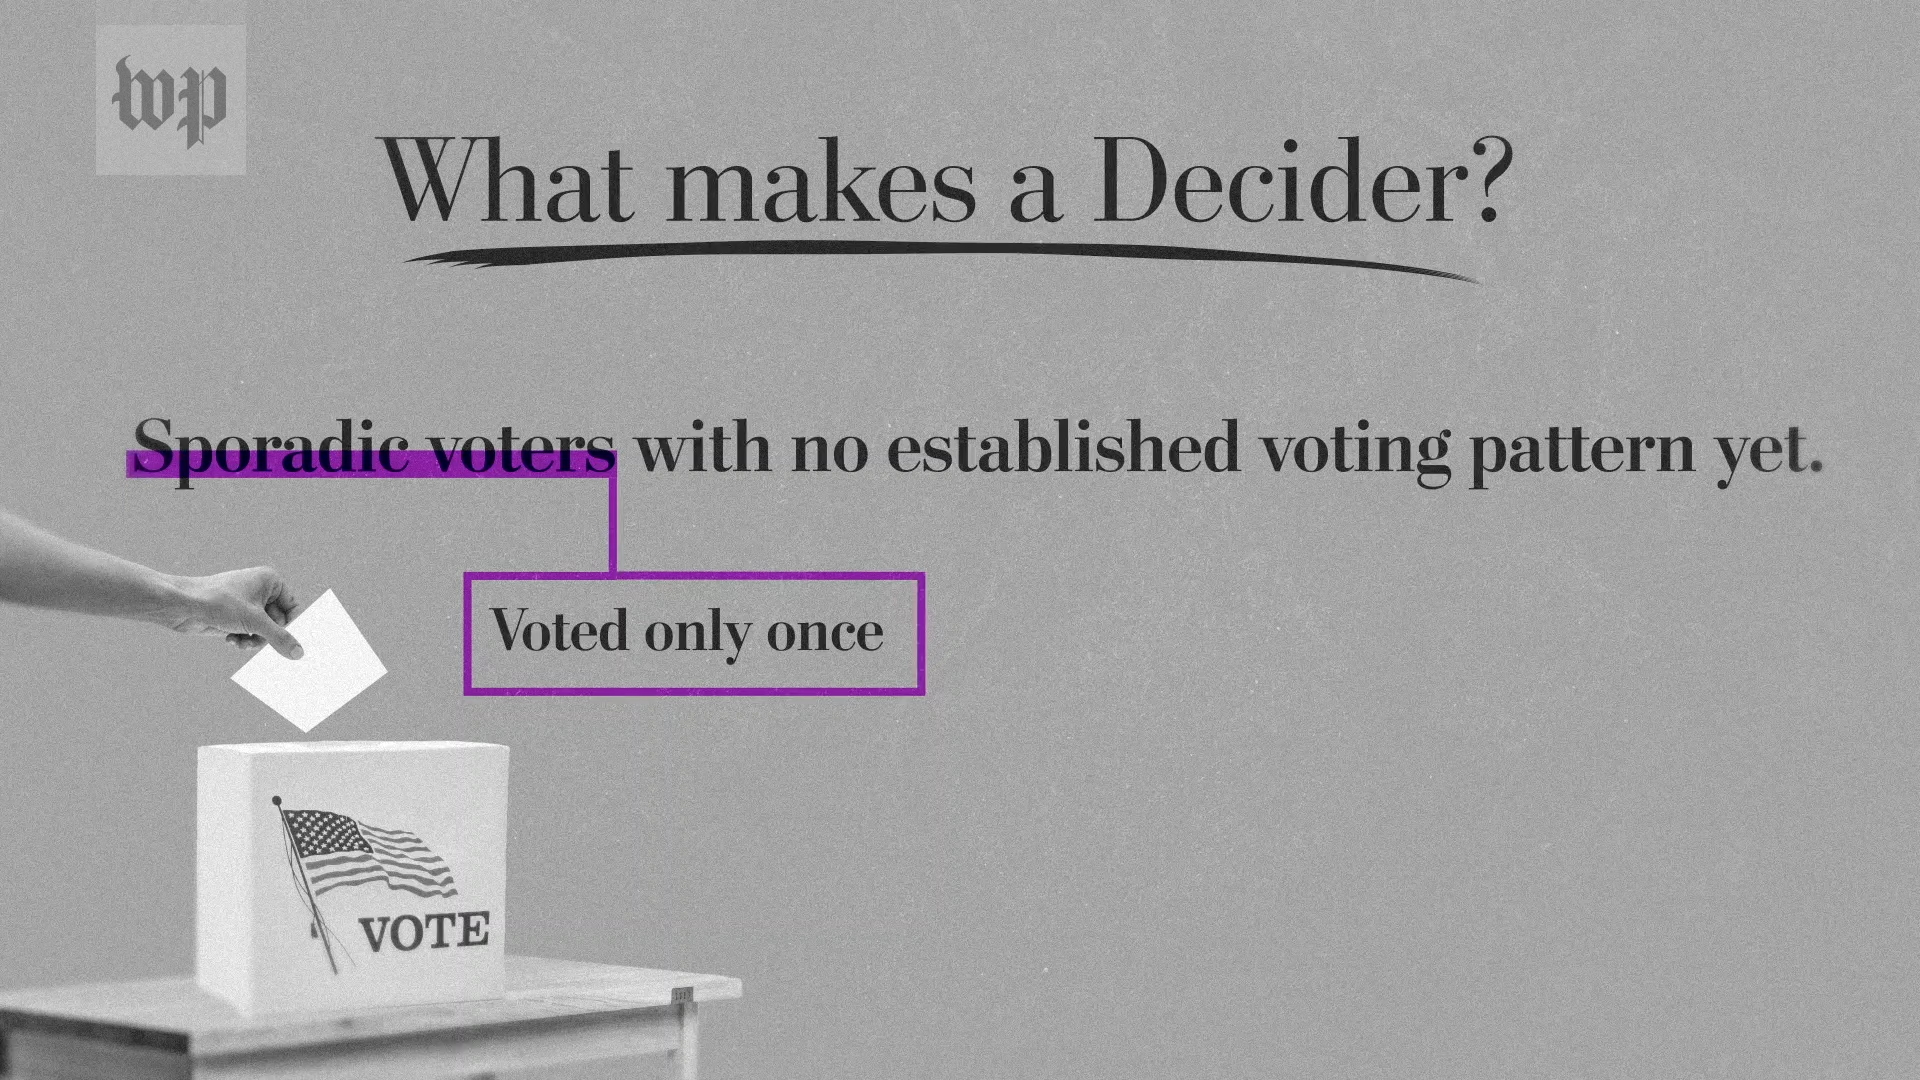 wp
What makes a Decider?
Sporadic voters with no established voting pattern yet.
Voted only once
VOTE